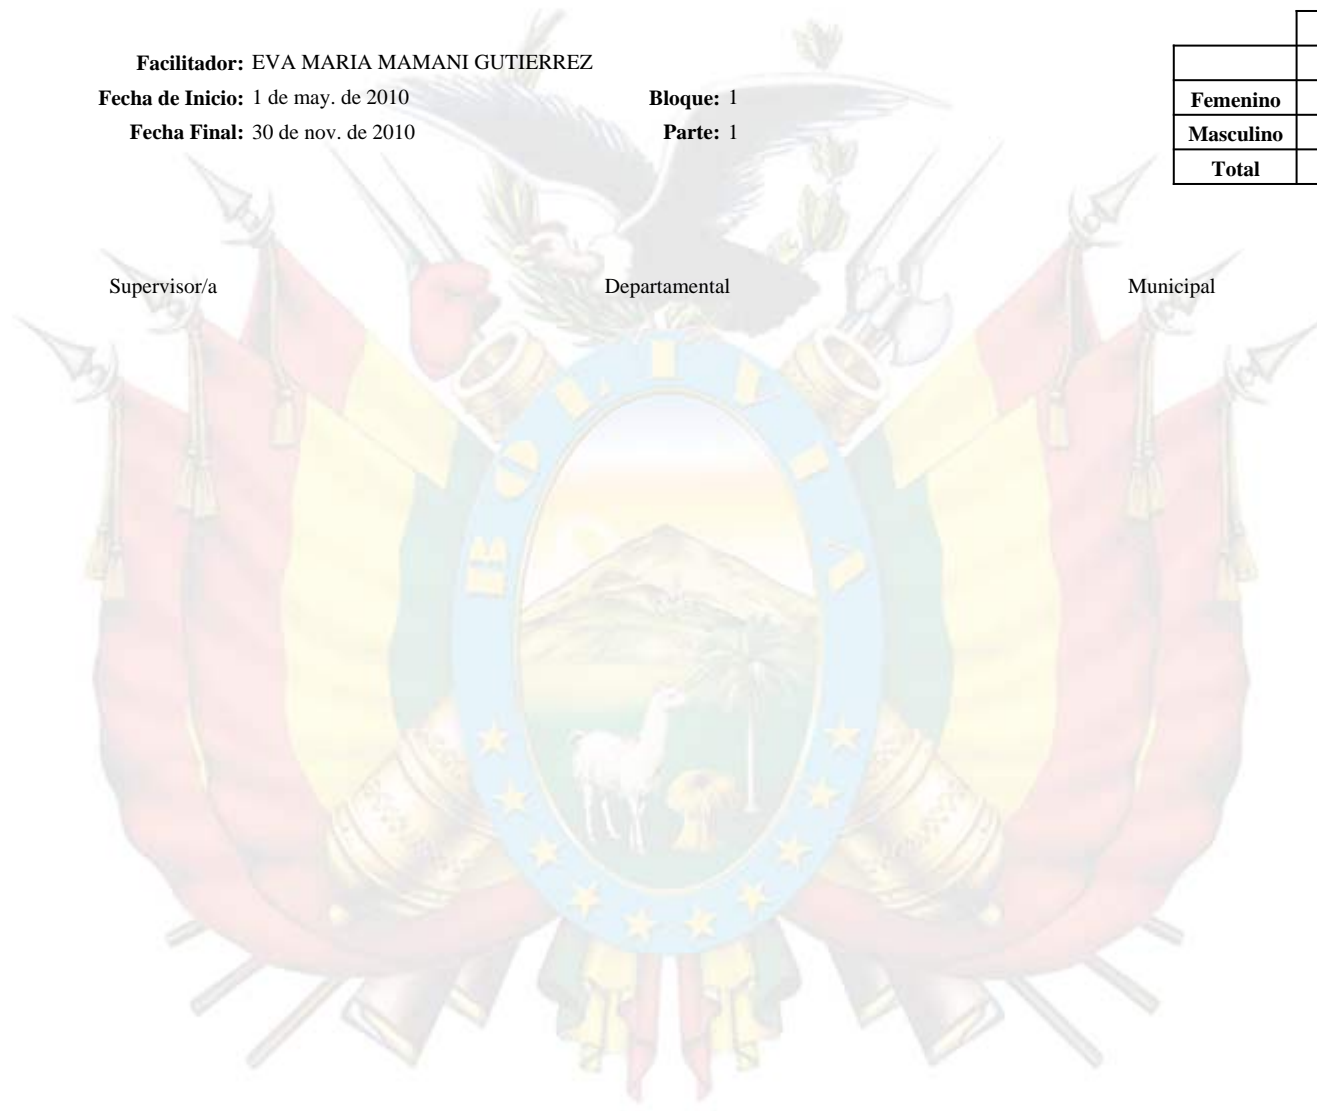 Facilitador: EVA MARIA MAMANI GUTIERREZ
Fecha de Inicio: 1 de may. de 2010 Bloque: 1
Fecha Final: 30 de nov. de 2010 Parte: 1
Femenino
Masculino
Total
Supervisor/a Departamental Municipal
BOLIVIA